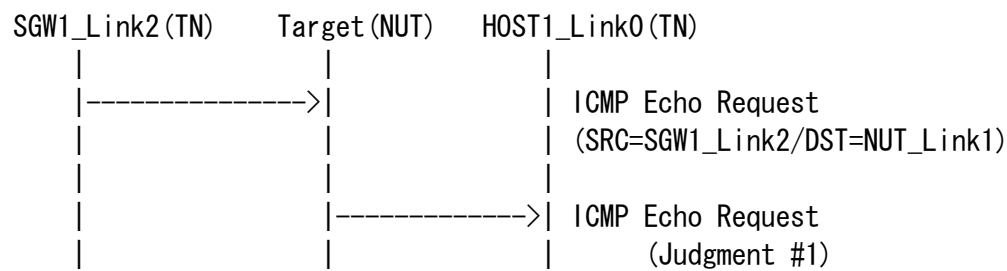 SGW1_Link2(TN)    Target(NUT)   HOST1_Link0(TN)
     |                |              |
     |--------------->|              | ICMP Echo Request
     |                |              | (SRC=SGW1_Link2/DST=NUT_Link1)
     |                |              |
     |                |------------->| ICMP Echo Request
     |                |              |      (Judgment #1)